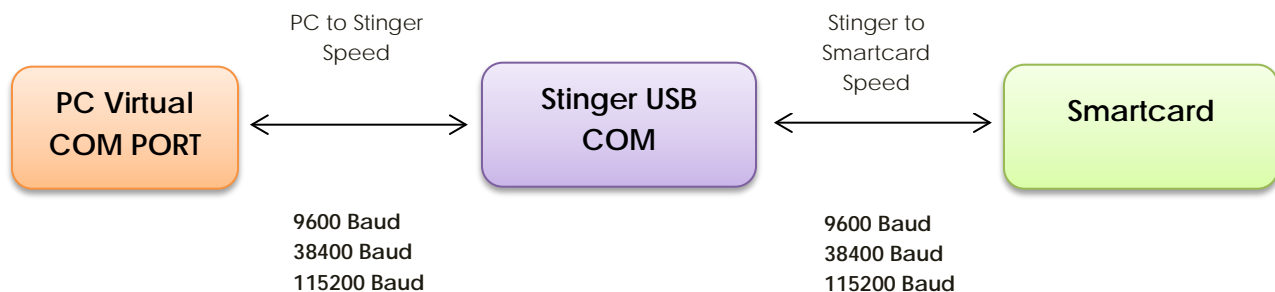 PC to Stinger
Speed
Stinger to
Smartcard
Speed
PC Virtual
COM PORT
Stinger USB
COM
Smartcard
9600 Baud
38400 Baud
115200 Baud
9600 Baud
38400 Baud
115200 Baud